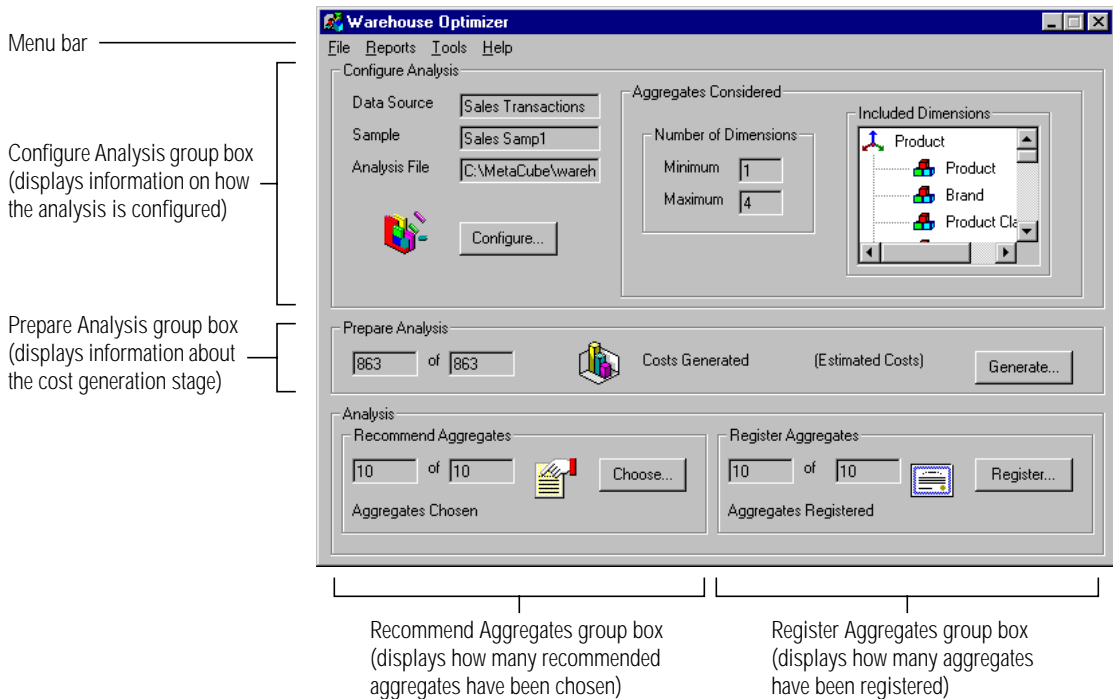 Warehouse Optimizer
Menu bar
File Reports Tools Help
Configure Analysis group box
(displays information on how
the analysis is configured)
Configure Analysis
Data Source Sales Transactions
Sample Sales Samp1
Analysis File C:\MetaCube\wareh
Configure...
Aggregates Considered
Number of Dimensions
Minimum 1
Maximum 4
Included Dimensions
Product
Product
Brand
Product Cla
Prepare Analysis group box
(displays information about
the cost generation stage)
Prepare Analysis
863 of 863 Costs Generated (Estimated Costs) Generate...
Analysis
Recommend Aggregates
10 of 10 Choose...
Aggregates Chosen
Register Aggregates
10 of 10 Register...
Aggregates Registered
Recommend Aggregates group box
(displays how many recommended
aggregates have been chosen)
Register Aggregates group box
(displays how many aggregates
have been registered)